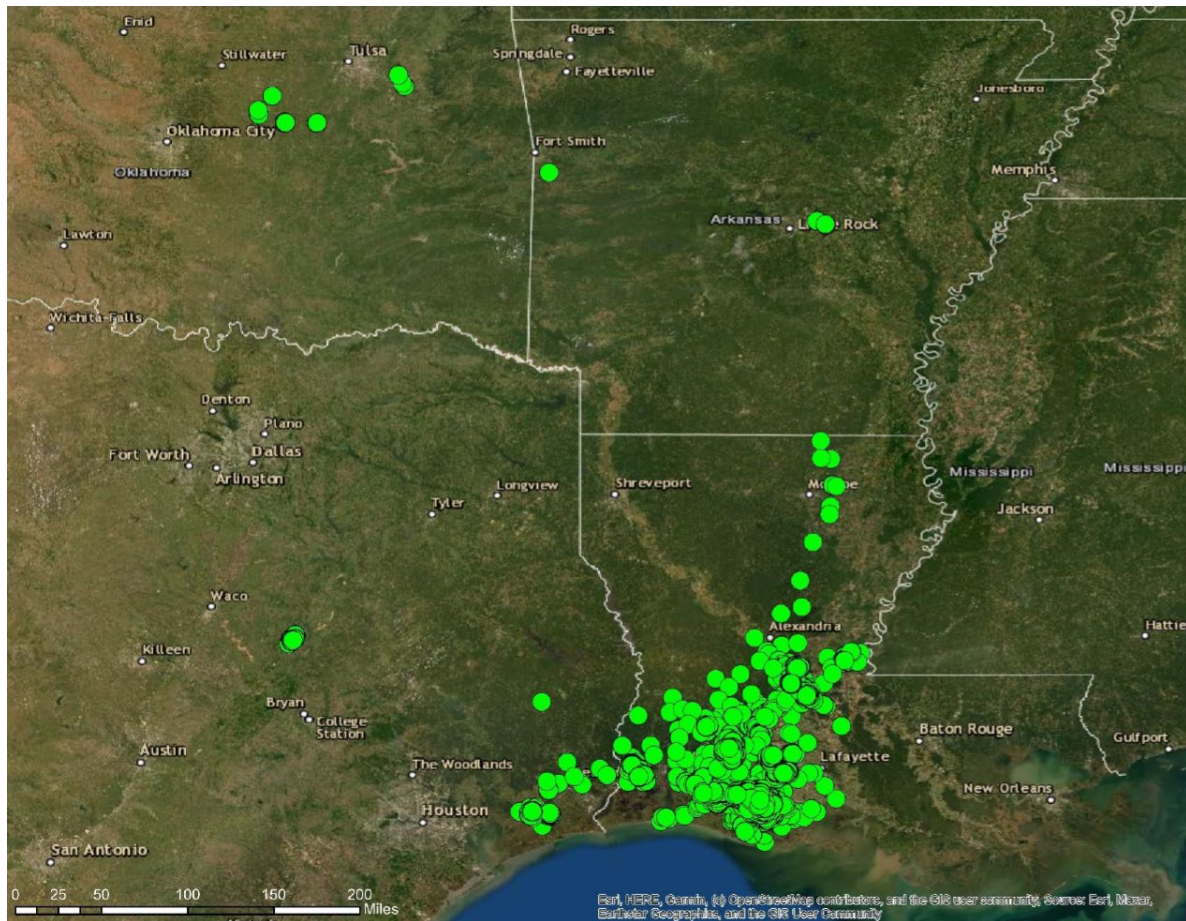 Enid
Rogers
Stillwater
Tulsa
Springdale
Fayetteville
Jonesboro
Oklahoma City
Fort Smith
Oklahoma
Memphis
Arkansas
Rock
Lawton
Wichita Falls
Denton
Plano
Fort Worth
Dallas
Arlington
Mississippi
Mississippi
Longview
Shreveport
Tyler
Jackson
Waco
Alexandria
Hattie
Killeen
Bryan
College
Station
Baton Rouge
Gulfport
Austin
Lafayette
The Woodlands
New Orleans
Houston
San Antonio
0 25 50 100 150 200
Miles
Esri, HERE, Garmin, (c) OpenStreetMap contributors, and the GIS user community, Source: Esri, Maxar,
Earthstar Geographics, and the GIS User Community